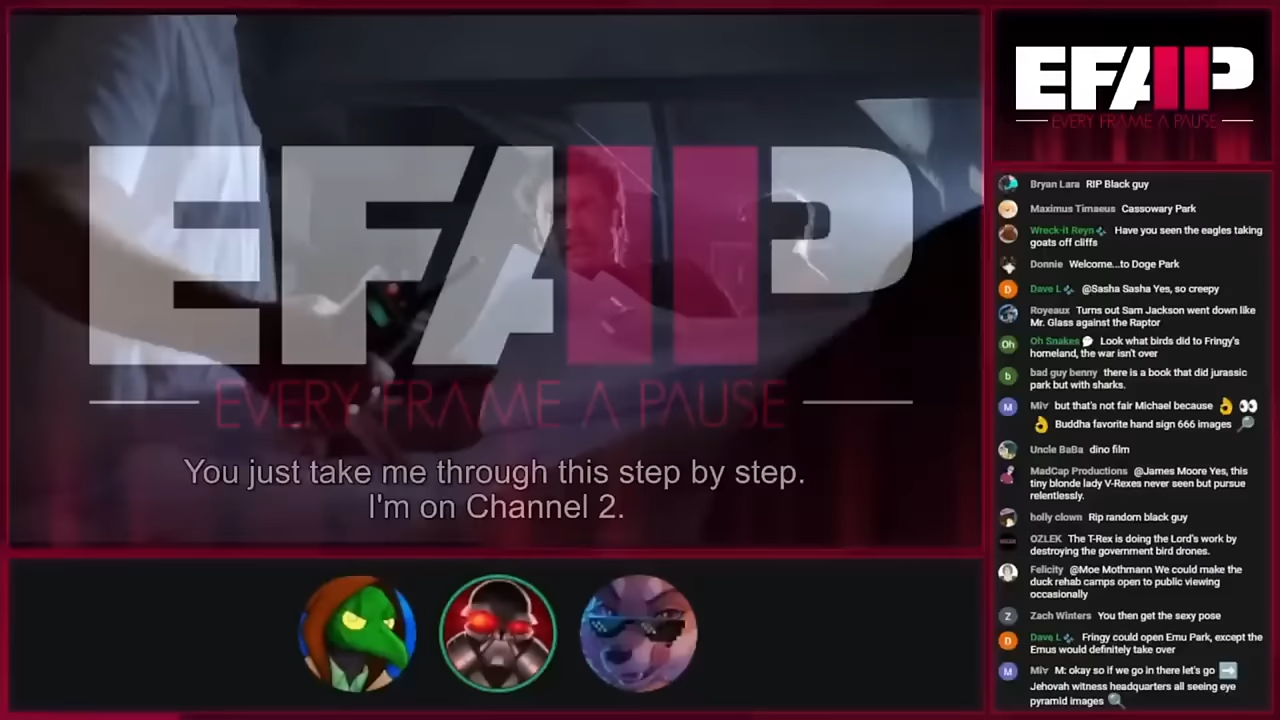 EFAP
EVERY FRAME A PAUSE
You just take me through this step by step.
I'm on Channel 2.
EFAP
EVERY FRAME A PAUSE
Bryan Lara RIP Black guy
Maximus Timaeus Cassowary Park
Wreck-it Reyn Have you seen the eagles taking
goats off cliffs
Donnie Welcome...to Doge Park
D Dave L @Sasha Sasha Yes, so creepy
Royeaux Turns out Sam Jackson went down like
Mr. Glass against the Raptor
Oh Oh Snakes Look what birds did to Fringy's
homeland, the war isn't over
b bad guy benny there is a book that did jurassic
park but with sharks.
M Miv but that's not fair Michael because 👌 👀
👌 Buddha favorite hand sign 666 images 🔎
Uncle BaBa dino film
MadCap Productions @James Moore Yes, this
tiny blonde lady V-Rexes never seen but pursue
relentlessly.
holly clown Rip random black guy
OZLEK The T-Rex is doing the Lord's work by
destroying the government bird drones.
Felicity @Moe Mothmann We could make the
duck rehab camps open to public viewing
occasionally
Z Zach Winters You then get the sexy pose
D Dave L Fringy could open Emu Park, except the
Emus would definitely take over
M Miv M: okay so if we go in there let's go ➡
Jehovah witness headquarters all seeing eye
pyramid images 🔍